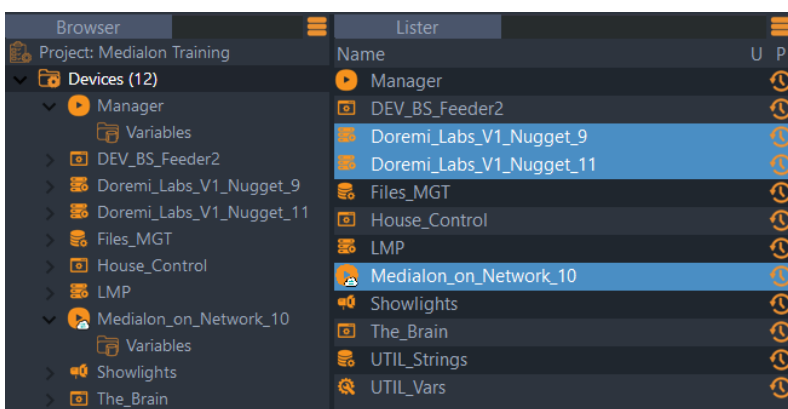 Browser
Project: Medialon Training
Devices (12)
Manager
Variables
DEV_BS_Feeder2
Doremi_Labs_V1_Nugget_9
Doremi_Labs_V1_Nugget_11
Files_MGT
House_Control
LMP
Medialon_on_Network_10
Variables
Showlights
The_Brain
Lister
Name U P
Manager
DEV_BS_Feeder2
Doremi_Labs_V1_Nugget_9
Doremi_Labs_V1_Nugget_11
Files_MGT
House_Control
LMP
Medialon_on_Network_10
Showlights
The_Brain
UTIL_Strings
UTIL_Vars